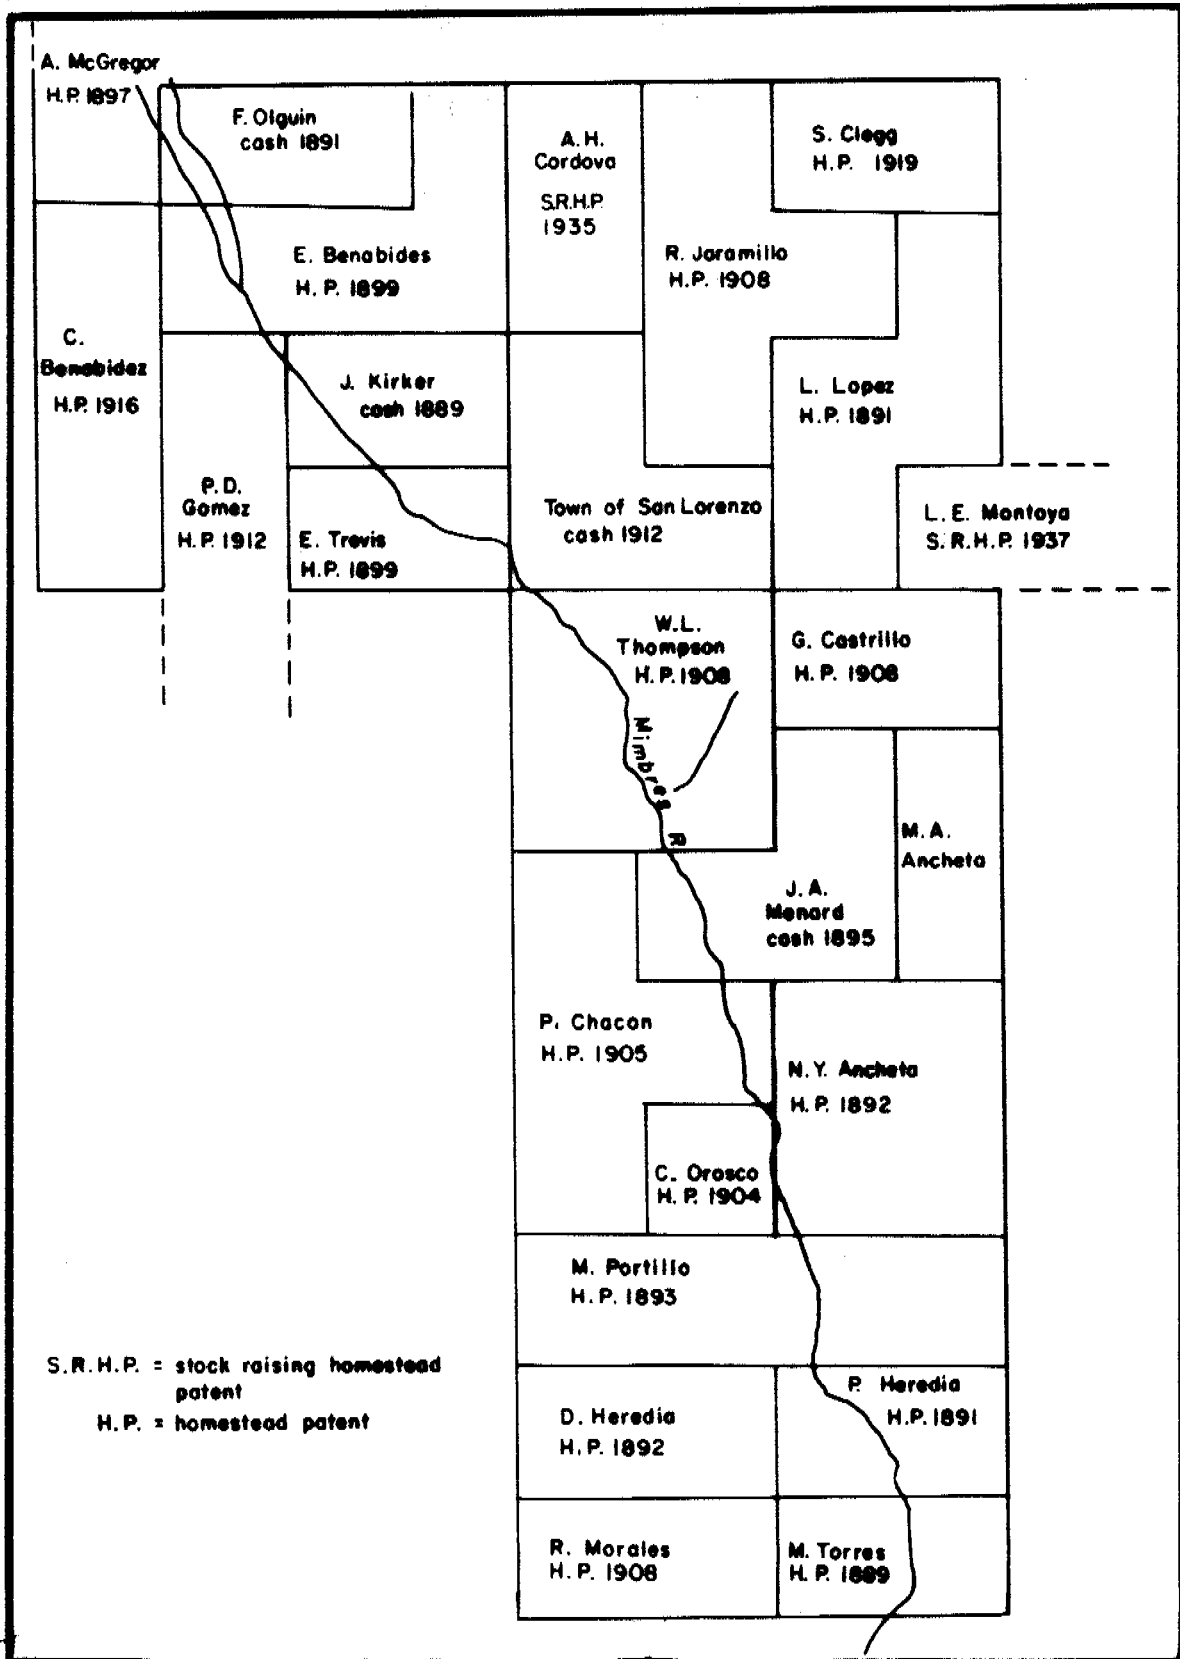 A. McGregor
H.P. 1897
F. Olguin
cash 1891
A.H.
Cordova
S.R.H.P.
1935
S. Clegg
H.P. 1919
E. Benabides
H.P. 1899
R. Jaramillo
H.P. 1908
C.
Benabidez
H.P. 1916
J. Kirker
cash 1889
L. Lopez
H.P. 1891
P.D.
Gomez
H.P. 1912
E. Trevis
H.P. 1899
Town of San Lorenzo
cash 1912
L.E. Montoya
S.R.H.P. 1937
W.L.
Thompson
H.P. 1908
G. Castrillo
H.P. 1908
Mimbres R
M.A.
Ancheta
J.A.
Menard
cash 1895
P. Chacon
H.P. 1905
N.Y. Ancheta
H.P. 1892
C. Orosco
H.P. 1904
M. Portillo
H.P. 1893
P. Heredia
H.P. 1891
D. Heredia
H.P. 1892
R. Morales
H.P. 1908
M. Torres
H.P. 1889
S.R.H.P. = stock raising homestead
patent
H.P. = homestead patent